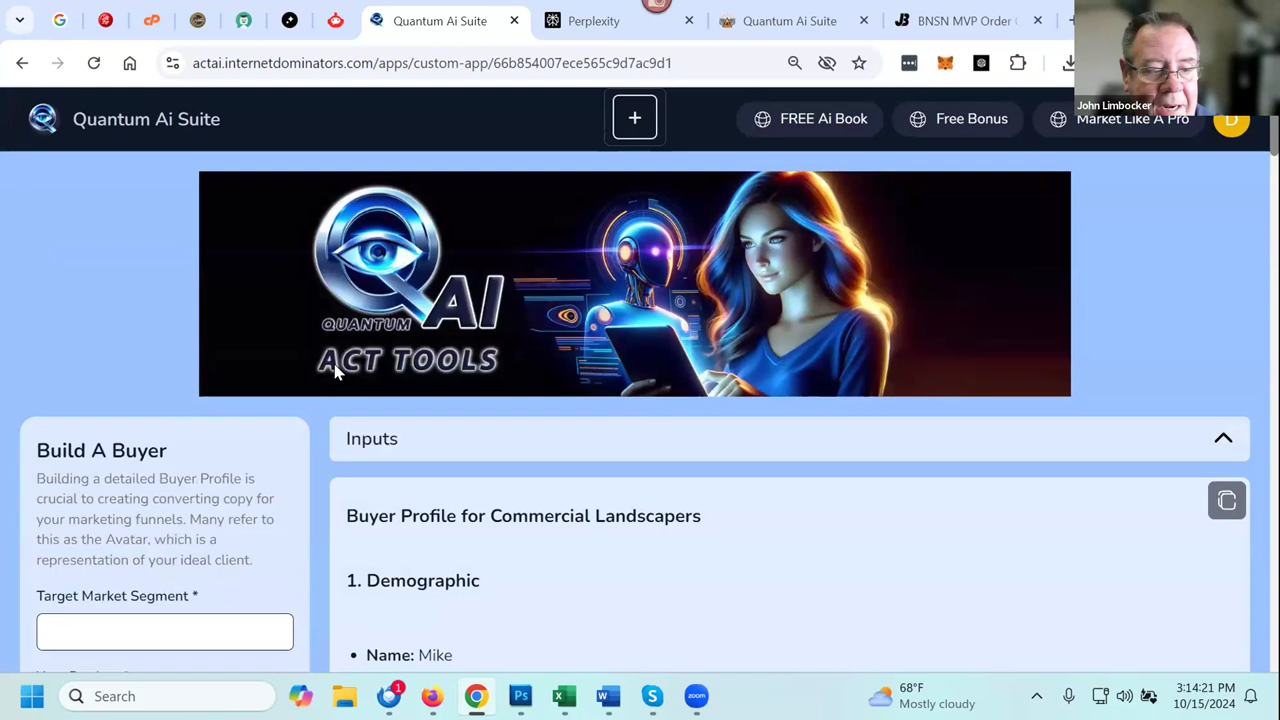 Quantum Ai Suite
Perplexity
Quantum Ai Suite
BNSN MVP Order
actai.internetdominators.com/apps/custom-app/66b854007ece565c9d7ac9d1
John Limbocker
Quantum Ai Suite
FREE Ai Book
Free Bonus
Market Like A Pro
D
QAI
QUANTUM
ACT TOOLS
Build A Buyer
Building a detailed Buyer Profile is
crucial to creating converting copy for
your marketing funnels. Many refer to
this as the Avatar, which is a
representation of your ideal client.
Target Market Segment *
Inputs
Buyer Profile for Commercial Landscapers
1. Demographic
• Name: Mike
Search
1
zoom
68°F
Mostly cloudy
3:14:21 PM
10/15/2024